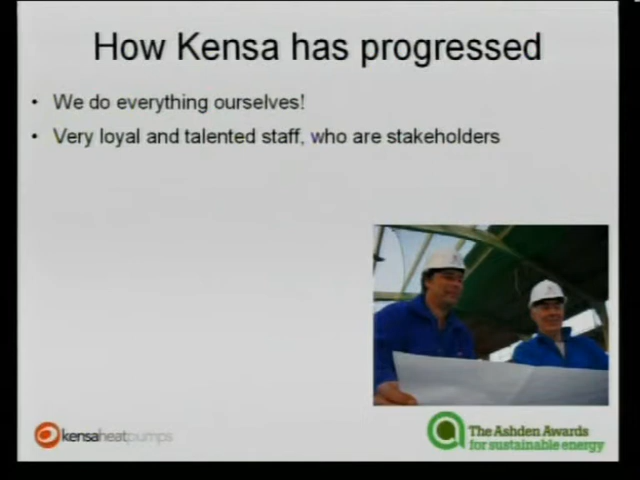 How Kensa has progressed
• We do everything ourselves!
• Very loyal and talented staff, who are stakeholders
kensaheatpumps
The Ashden Awards
for sustainable energy